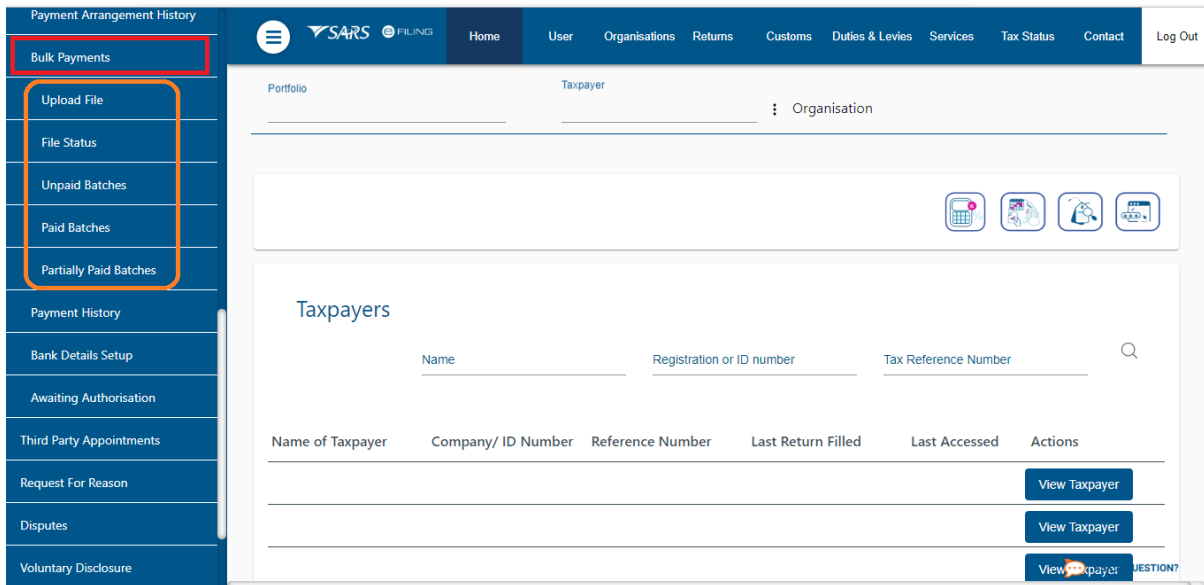 Payment Arrangement History
Bulk Payments
Upload File
File Status
Unpaid Batches
Paid Batches
Partially Paid Batches
Payment History
Bank Details Setup
Awaiting Authorisation
Third Party Appointments
Request For Reason
Disputes
Voluntary Disclosure
SARS e FILING
Home User Organisations Returns Customs Duties & Levies Services Tax Status Contact Log Out
Portfolio Taxpayer
Organisation
Taxpayers
Name Registration or ID number Tax Reference Number
Name of Taxpayer Company/ ID Number Reference Number Last Return Filled Last Accessed Actions
View Taxpayer
View Taxpayer
View